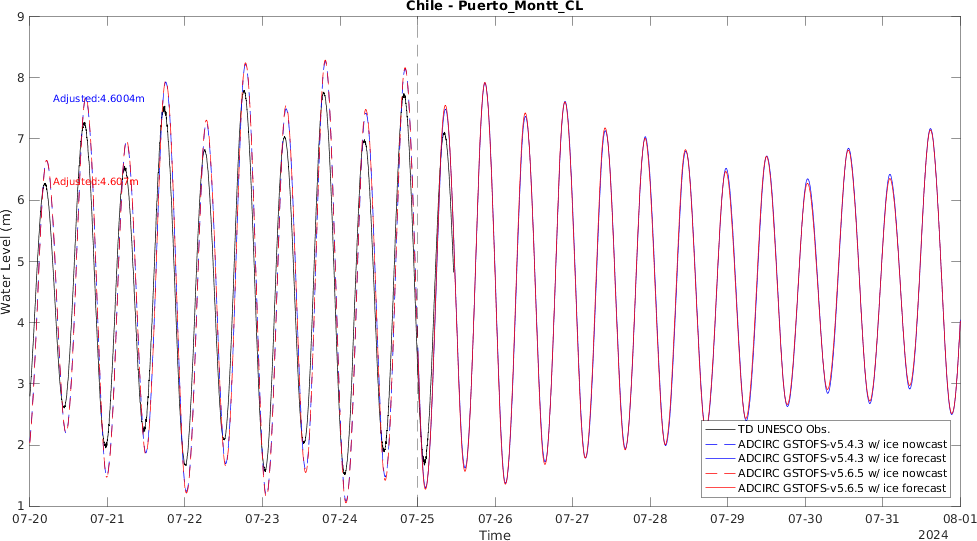 Chile - Puerto_Montt_CL
9
8
7
6
5
4
3
2
1
Water Level (m)
Adjusted:4.6004m
Adjusted:4.607m
TD UNESCO Obs.
ADCIRC GSTOFS-v5.4.3 w/ ice nowcast
ADCIRC GSTOFS-v5.4.3 w/ ice forecast
ADCIRC GSTOFS-v5.6.5 w/ ice nowcast
ADCIRC GSTOFS-v5.6.5 w/ ice forecast
07-20 07-21 07-22 07-23 07-24 07-25 07-26 07-27 07-28 07-29 07-30 07-31 08-01
Time
2024